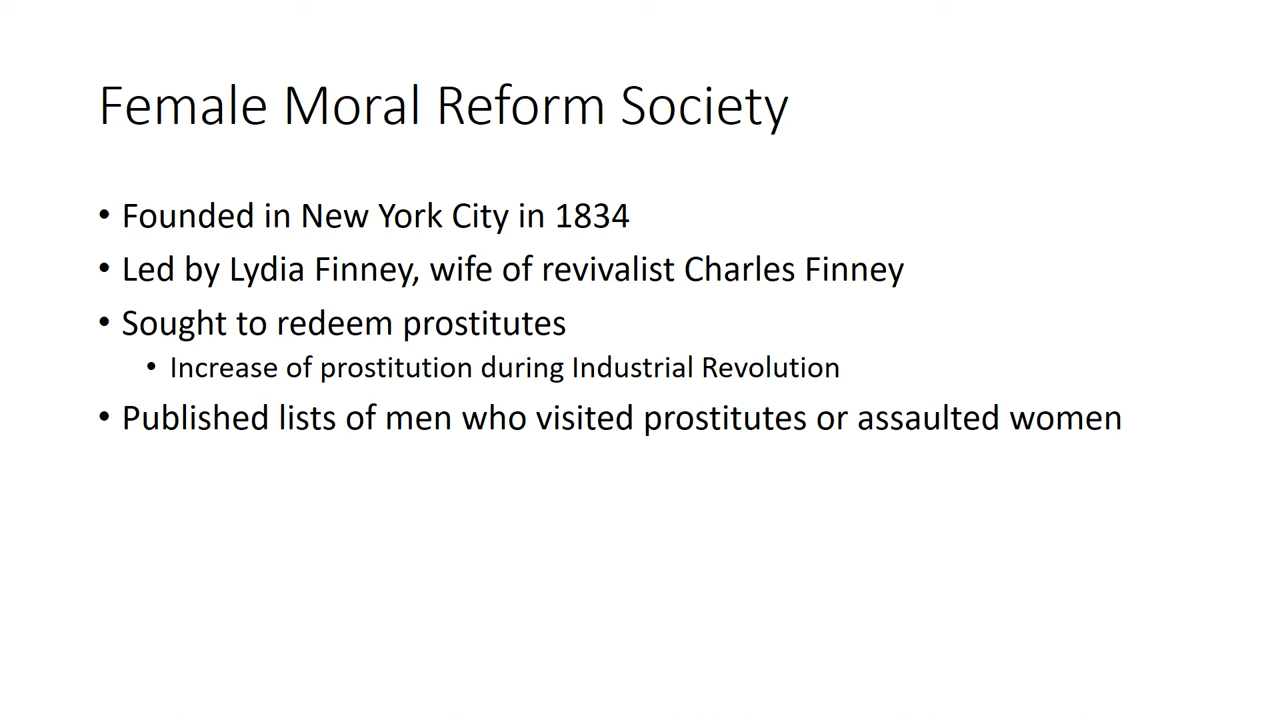 Female Moral Reform Society
• Founded in New York City in 1834
• Led by Lydia Finney, wife of revivalist Charles Finney
• Sought to redeem prostitutes
• Increase of prostitution during Industrial Revolution
• Published lists of men who visited prostitutes or assaulted women